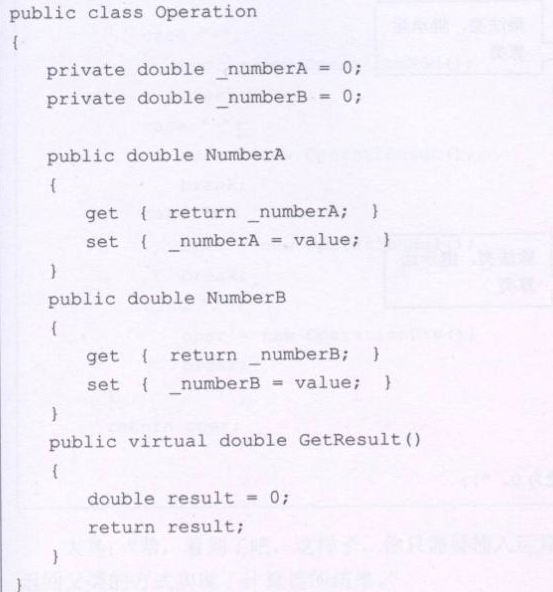 public class Operation
{
private double _numberA = 0;
private double _numberB = 0;
public double NumberA
{
get { return _numberA; }
set { _numberA = value; }
}
public double NumberB
{
get { return _numberB; }
set { _numberB = value; }
}
public virtual double GetResult()
{
double result = 0;
return result;
}
}